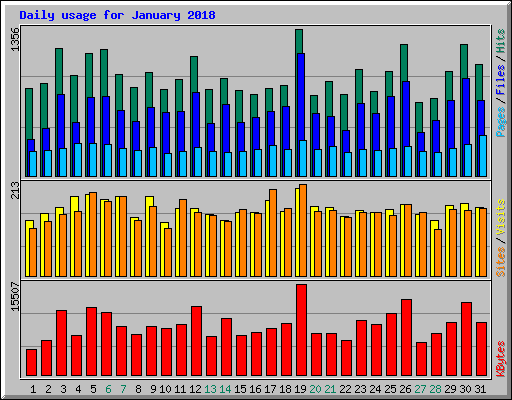 Daily usage for January 2018
1356
Pages / Files / Hits
213
Sites / Visits
15507
KBytes
1 2 3 4 5 6 7 8 9 10 11 12 13 14 15 16 17 18 19 20 21 22 23 24 25 26 27 28 29 30 31